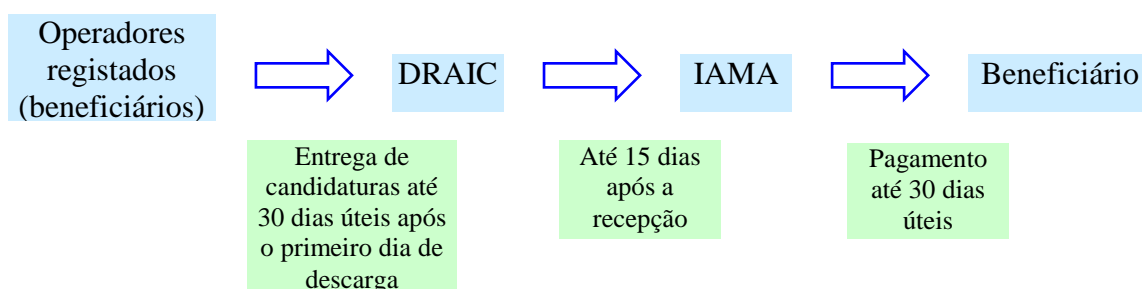 Operadores
registados
(beneficiários)
DRAIC
IAMA
Beneficiário
Entrega de
candidaturas até
30 dias úteis após
o primeiro dia de
descarga
Até 15 dias
após a
recepção
Pagamento
até 30 dias
úteis